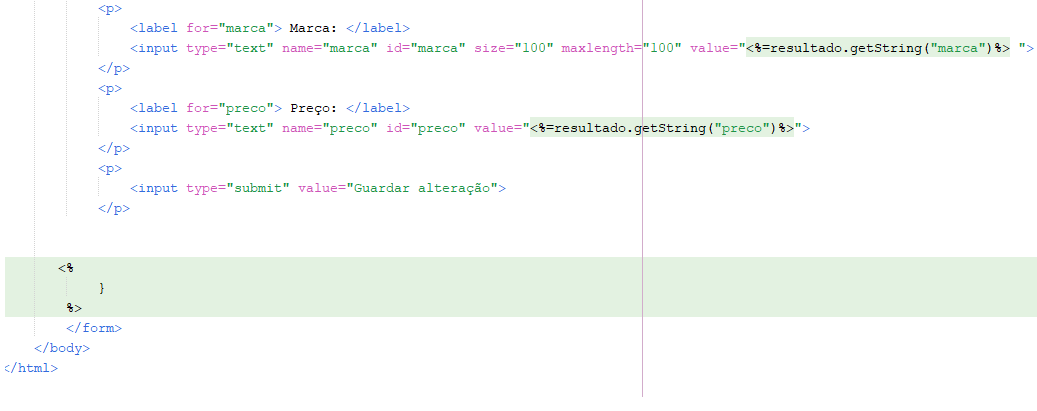 <p>
<label for="marca"> Marca: </label>
<input type="text" name="marca" id="marca" size="100" maxlength="100" value="<%=resultado.getString("marca")%> ">
</p>
<p>
<label for="preco"> Preço: </label>
<input type="text" name="preco" id="preco" value="<%=resultado.getString("preco")%>">
</p>
<p>
<input type="submit" value="Guardar alteração">
</p>
<%
}
%>
</form>
</body>
</html>